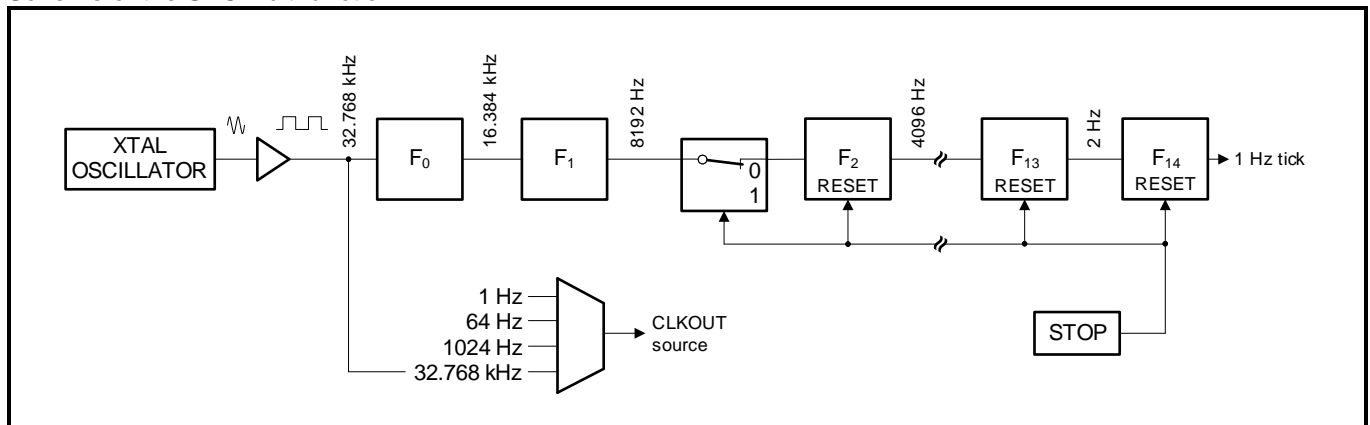 32.768 kHz
16.384 kHz
8192 Hz
4096 Hz
2 Hz
XTAL
OSCILLATOR
F0
F1
0
1
F2
RESET
F13
RESET
F14
RESET
1 Hz tick
1 Hz
64 Hz
1024 Hz
32.768 kHz
CLKOUT
source
STOP